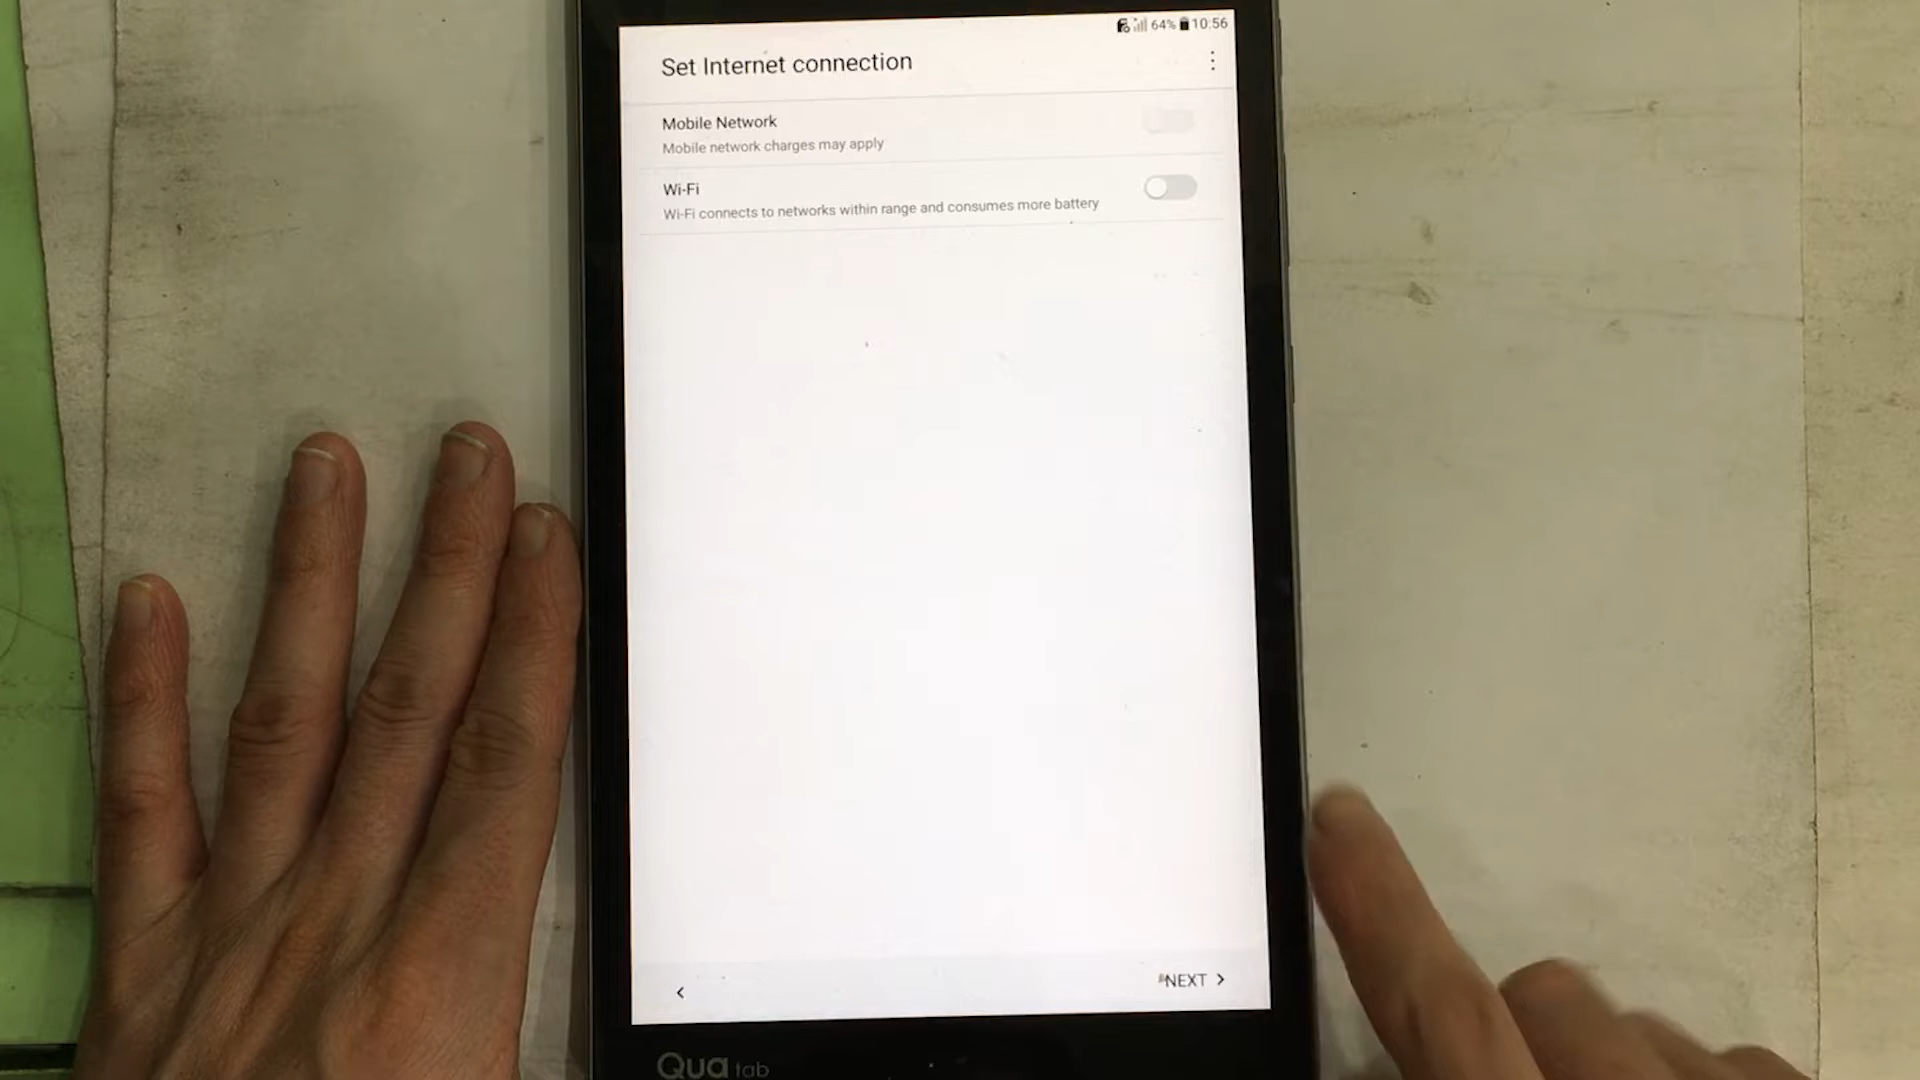 64% 10:56
Set Internet connection
Mobile Network
Mobile network charges may apply
Wi-Fi
Wi-Fi connects to networks within range and consumes more battery
NEXT
Qua tab